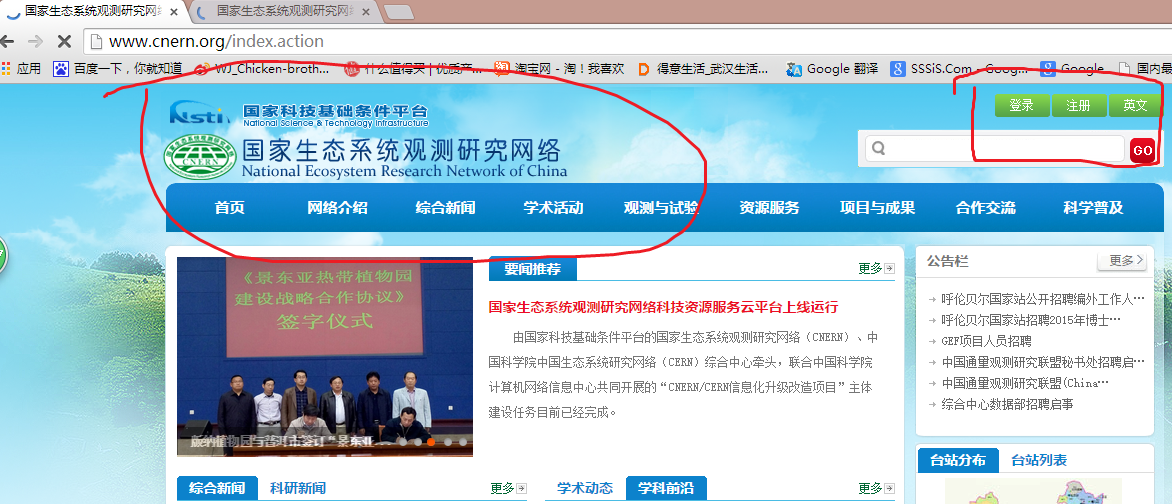 国家生态系统观测研究网络
国家生态系统观测研究网络
www.cnern.org/index.action
应用 百度一下，你就知道 WJ_Chicken-broth... 什么值得买 | 优质产... 淘宝网 - 淘！我喜欢 得意生活_武汉生活... Google 翻译 SSSiS.Com - Goog... Google 国内最
Nsti 国家科技基础条件平台
National Science & Technology Infrastructure
登录 注册 英文
CNERN 国家生态系统观测研究网络
National Ecosystem Research Network of China
GO
首页 网络介绍 综合新闻 学术活动 观测与试验 资源服务 项目与成果 合作交流 科学普及
《景东亚热带植物园
建设战略合作协议》
签字仪式
版纳植物园与普洱市签订“景东亚
要闻推荐 更多
国家生态系统观测研究网络科技资源服务云平台上线运行
由国家科技基础条件平台的国家生态系统观测研究网络（CNERN）、中
国科学院中国生态系统研究网络（CERN）综合中心牵头，联合中国科学院
计算机网络信息中心共同开展的“CNERN/CERN信息化升级改造项目”主体
建设任务目前已经完成。
公告栏 更多
呼伦贝尔国家站公开招聘编外工作人…
呼伦贝尔国家站招聘2015年博士…
GEF项目人员招聘
中国通量观测研究联盟秘书处招聘启…
中国通量观测研究联盟(China…
综合中心数据部招聘启事
综合新闻 科研新闻 更多
学术动态 学科前沿 更多
台站分布 台站列表